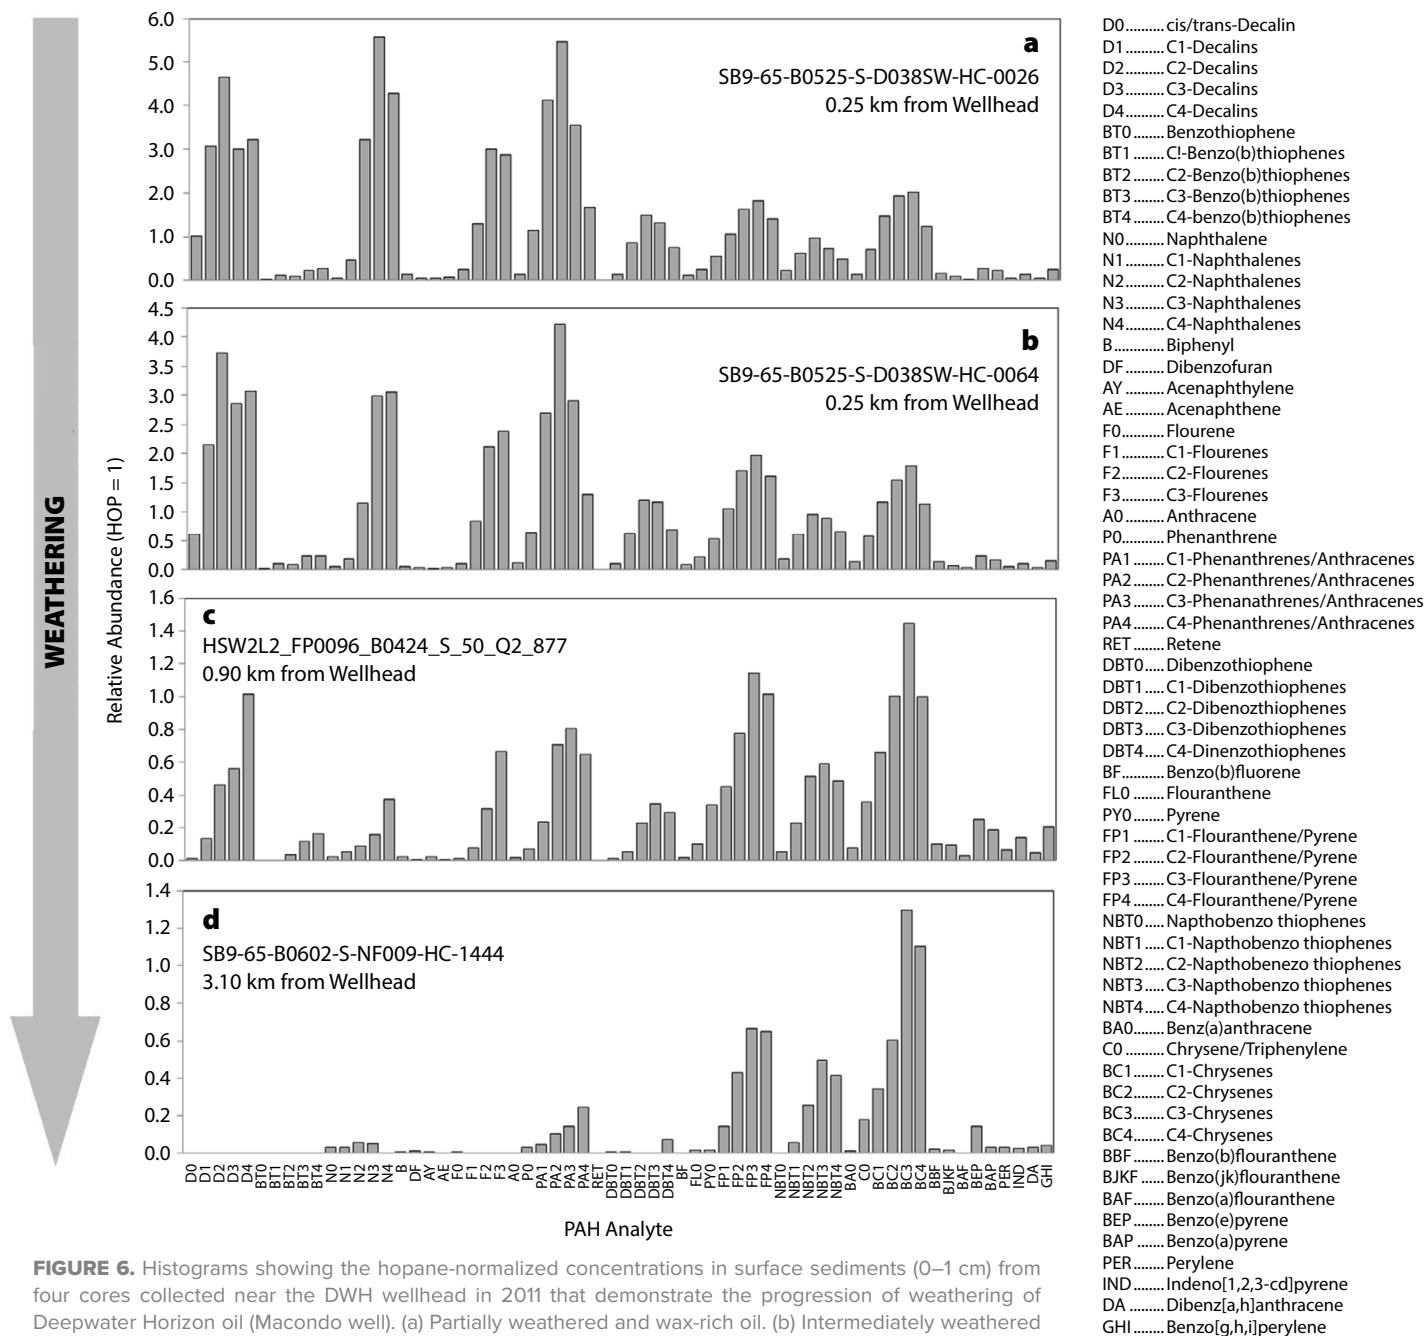 WEATHERING
Relative Abundance (HOP = 1)
6.0
5.0
4.0
3.0
2.0
1.0
0.0
a
SB9-65-B0525-S-D038SW-HC-0026
0.25 km from Wellhead
4.5
4.0
3.5
3.0
2.5
2.0
1.5
1.0
0.5
0.0
b
SB9-65-B0525-S-D038SW-HC-0064
0.25 km from Wellhead
1.6
1.4
1.2
1.0
0.8
0.6
0.4
0.2
0.0
c
HSW2L2_FP0096_B0424_S_50_Q2_877
0.90 km from Wellhead
1.4
1.2
1.0
0.8
0.6
0.4
0.2
0.0
d
SB9-65-B0602-S-NF009-HC-1444
3.10 km from Wellhead
D0 D1 D2 D3 D4 BT0 BT1 BT2 BT3 BT4 N0 N1 N2 N3 N4 B DF AY AE F0 F1 F2 F3 A0 P0 PA1 PA2 PA3 PA4 RET DBT0 DBT1 DBT2 DBT3 DBT4 BF FL0 PY0 FP1 FP2 FP3 FP4 NBT0 NBT1 NBT2 NBT3 NBT4 BA0 C0 BC1 BC2 BC3 BC4 BBF BJKF BAF BEP BAP PER IND DA GHI
PAH Analyte
D0..........cis/trans-Decalin
D1..........C1-Decalins
D2..........C2-Decalins
D3..........C3-Decalins
D4..........C4-Decalins
BT0........Benzothiophene
BT1........C!-Benzo(b)thiophenes
BT2........C2-Benzo(b)thiophenes
BT3........C3-Benzo(b)thiophenes
BT4........C4-benzo(b)thiophenes
N0..........Naphthalene
N1..........C1-Naphthalenes
N2..........C2-Naphthalenes
N3..........C3-Naphthalenes
N4..........C4-Naphthalenes
B............Biphenyl
DF..........Dibenzofuran
AY..........Acenaphthylene
AE..........Acenaphthene
F0...........Flourene
F1...........C1-Flourenes
F2...........C2-Flourenes
F3...........C3-Flourenes
A0..........Anthracene
P0...........Phenanthrene
PA1........C1-Phenanthrenes/Anthracenes
PA2........C2-Phenanthrenes/Anthracenes
PA3........C3-Phenanathrenes/Anthracenes
PA4........C4-Phenanthrenes/Anthracenes
RET........Retene
DBT0.....Dibenzothiophene
DBT1.....C1-Dibenzothiophenes
DBT2.....C2-Dibenozthiophenes
DBT3.....C3-Dibenzothiophenes
DBT4.....C4-Dinenzothiophenes
BF...........Benzo(b)fluorene
FL0........Flouranthene
PY0........Pyrene
FP1........C1-Flouranthene/Pyrene
FP2........C2-Flouranthene/Pyrene
FP3........C3-Flouranthene/Pyrene
FP4........C4-Flouranthene/Pyrene
NBT0.....Napthobenzo thiophenes
NBT1.....C1-Napthobenzo thiophenes
NBT2.....C2-Napthobenezo thiophenes
NBT3.....C3-Napthobenzo thiophenes
NBT4.....C4-Napthobenzo thiophenes
BA0........Benz(a)anthracene
C0..........Chrysene/Triphenylene
BC1........C1-Chrysenes
BC2........C2-Chrysenes
BC3........C3-Chrysenes
BC4........C4-Chrysenes
BBF........Benzo(b)flouranthene
BJKF......Benzo(jk)flouranthene
BAF........Benzo(a)flouranthene
BEP........Benzo(e)pyrene
BAP.......Benzo(a)pyrene
PER........Perylene
IND........Indeno[1,2,3-cd]pyrene
DA.........Dibenz[a,h]anthracene
GHI........Benzo[g,h,i]perylene
FIGURE 6. Histograms showing the hopane-normalized concentrations in surface sediments (0–1 cm) from
four cores collected near the DWH wellhead in 2011 that demonstrate the progression of weathering of
Deepwater Horizon oil (Macondo well). (a) Partially weathered and wax-rich oil. (b) Intermediately weathered